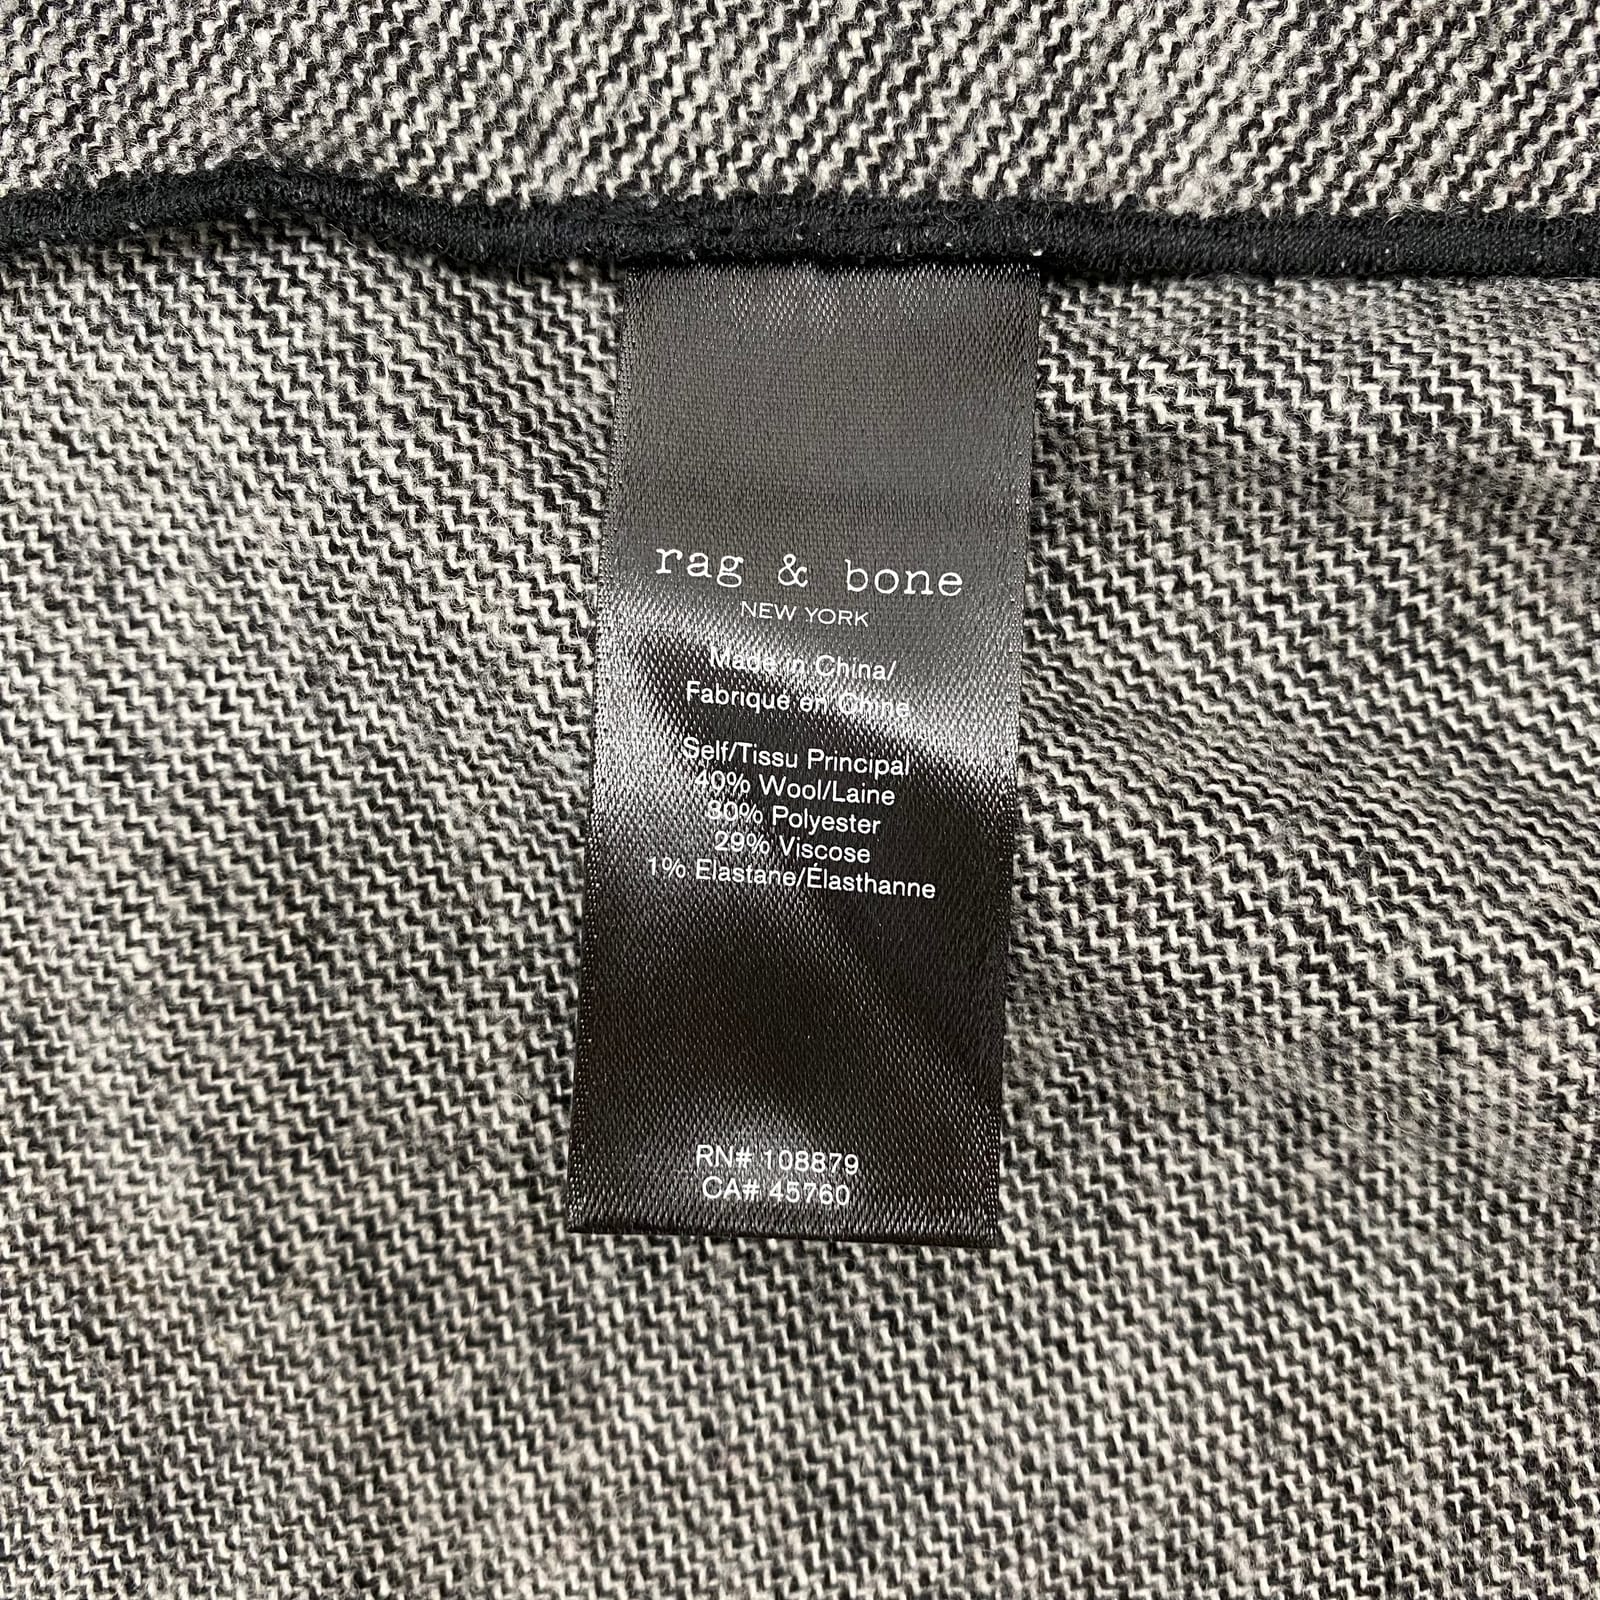 rag & bone
NEW YORK
Made in China/
Fabriqué en Chine
Self/Tissu Principal
40% Wool/Laine
30% Polyester
29% Viscose
1% Elastane/Élasthanne
RN# 108879
CA# 45760